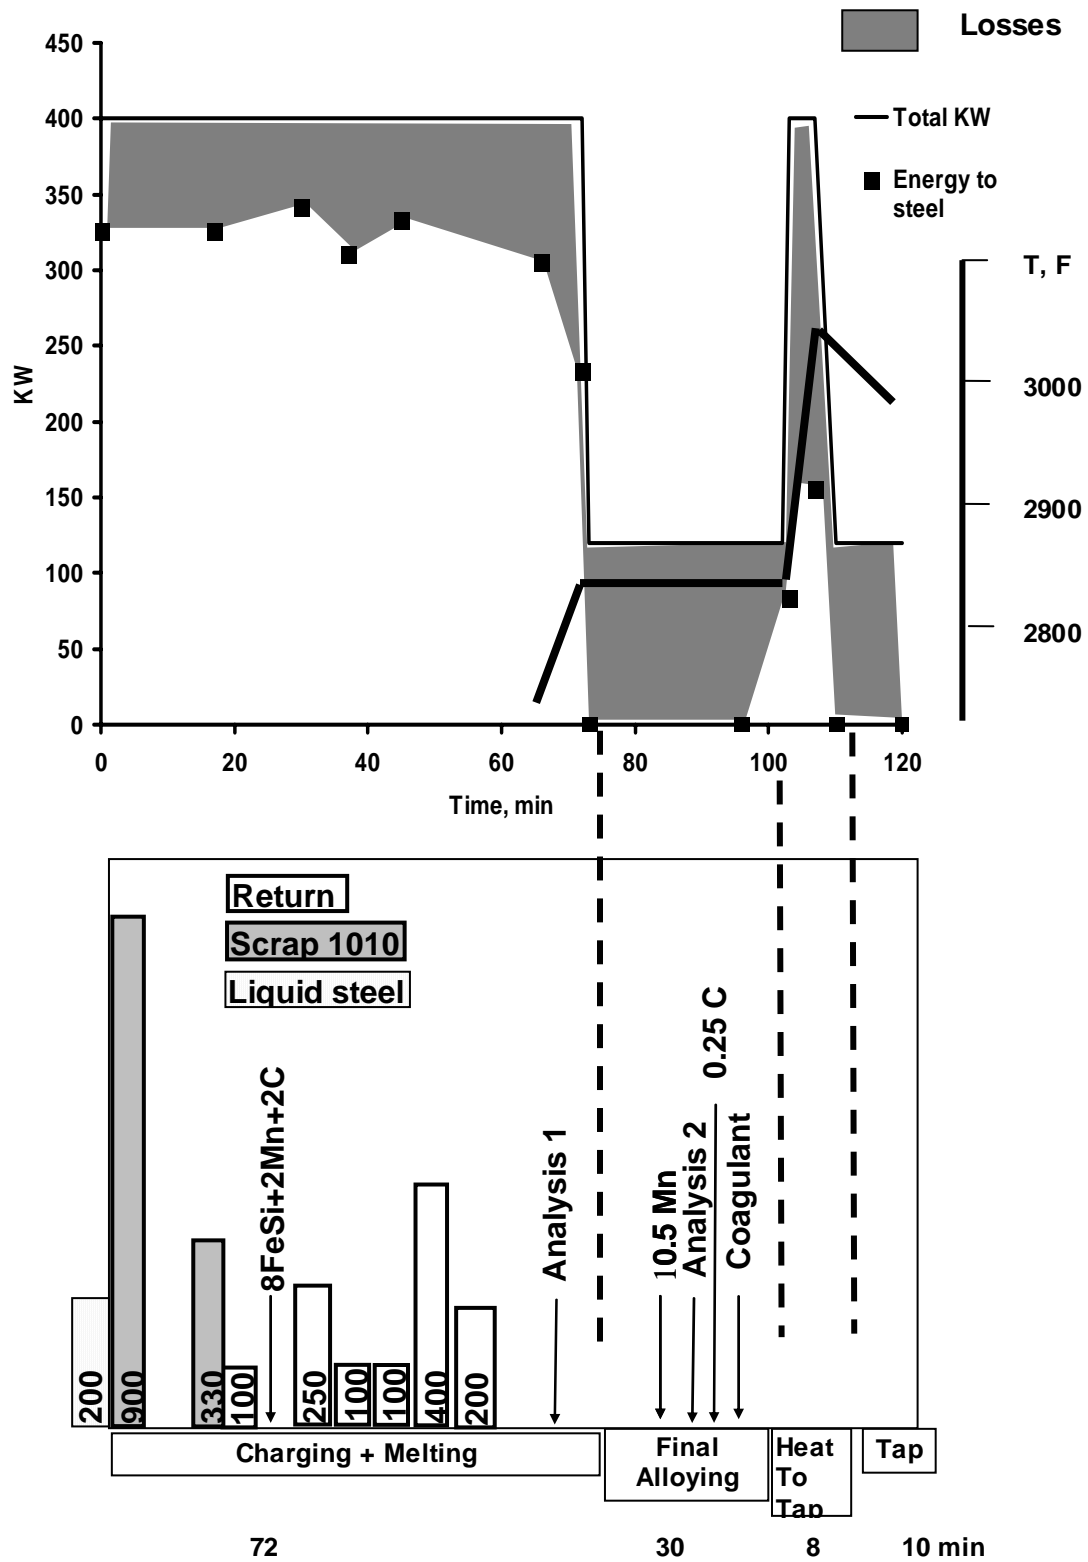 Losses
Total KW
Energy to
steel
450
400
350
300
250
200
150
100
50
0
KW
0
20
40
60
80
100
120
Time, min
T, F
3000
2900
2800
Return
Scrap 1010
Liquid steel
200
900
330
100
8FeSi+2Mn+2C
250
100
100
400
200
Analysis 1
10.5 Mn
Analysis 2
0.25 C
Coagulant
Charging + Melting
Final
Alloying
Heat
To
Tap
Tap
72
30
8
10 min